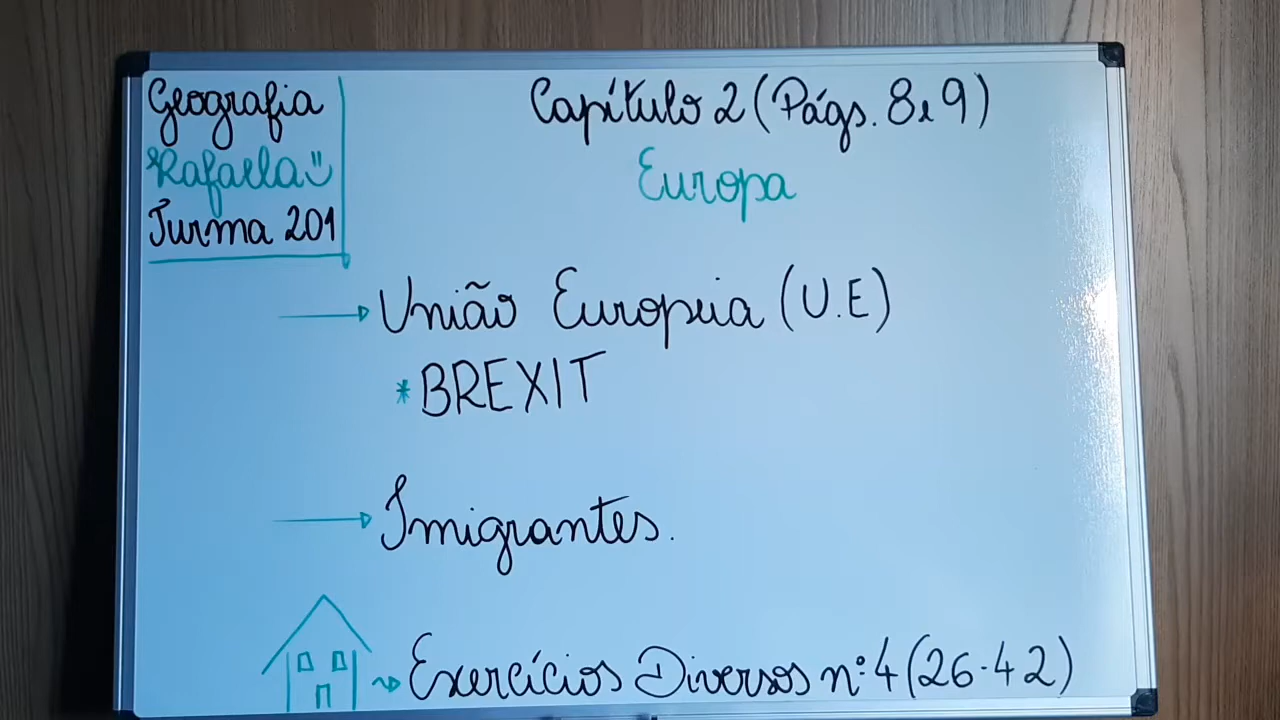 Geografia
"Rafaela"
Turma 201
Capítulo 2 (Págs. 8 e 9)
Europa
União Europeia (U.E)
* BREXIT
Imigrantes.
Exercícios Diversos nº 4 (26-42)